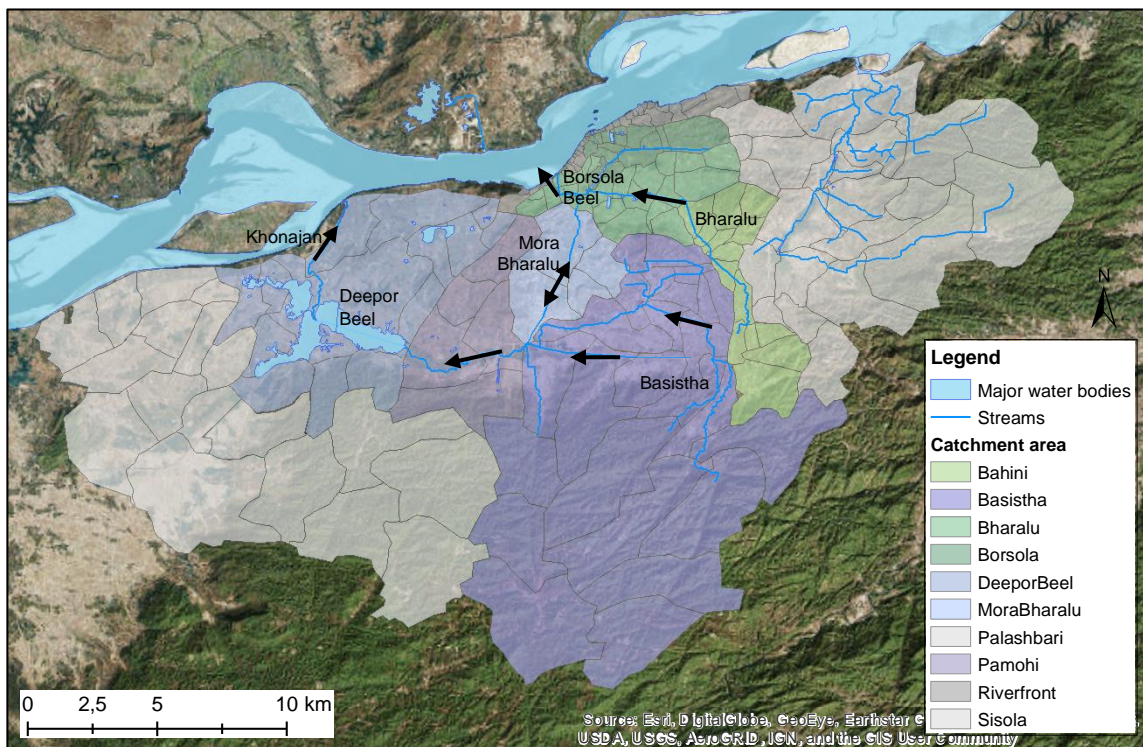 Borsola
Beel
Bharalu
Khonajan
Mora
Bharalu
Deepor
Beel
Basistha
N
Legend
Major water bodies
Streams
Catchment area
Bahini
Basistha
Bharalu
Borsola
DeeporBeel
MoraBharalu
Palashbari
Pamohi
Riverfront
Sisola
0 2,5 5 10 km
Source: Esri, DigitalGlobe, GeoEye, Earthstar
USDA, USGS, AeroGRID, IGN, and the GIS User Community